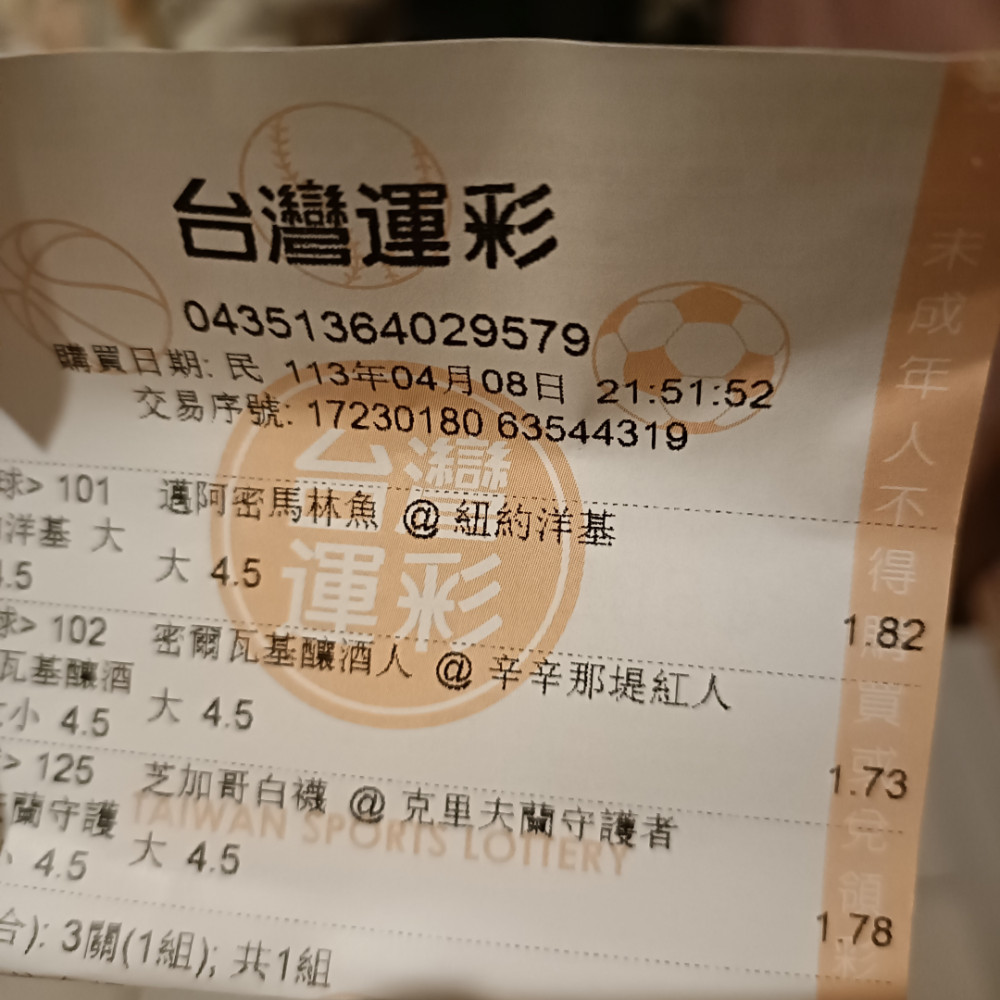 台灣運彩
04351364029579
購買日期: 民 113年04月08日 21:51:52
交易序號: 17230180 63544319
台灣
運彩
球> 101 邁阿密馬林魚 @ 紐約洋基
洋基 大
.5 大 4.5 1.82
球> 102 密爾瓦基釀酒人 @ 辛辛那堤紅人
瓦基釀酒
小 4.5 大 4.5 1.73
> 125 芝加哥白襪 @ 克里夫蘭守護者
蘭守護
4.5 大 4.5 1.78
TAIWAN SPORTS LOTTERY
合): 3關(1組); 共1組
未成年人不得購買或兌領彩